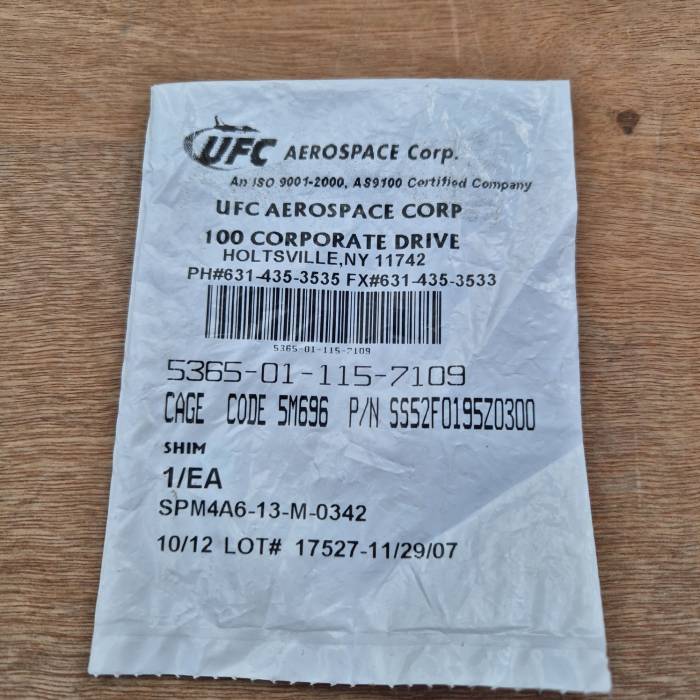 UFC AEROSPACE Corp.
An ISO 9001-2000, AS9100 Certified Company
UFC AEROSPACE CORP
100 CORPORATE DRIVE
HOLTSVILLE,NY 11742
PH#631-435-3535 FX#631-435-3533
5365-01-115-7109
5365-01-115-7109
CAGE CODE 5M696 P/N SS52F0195Z0300
SHIM
1/EA
SPM4A6-13-M-0342
10/12 LOT# 17527-11/29/07